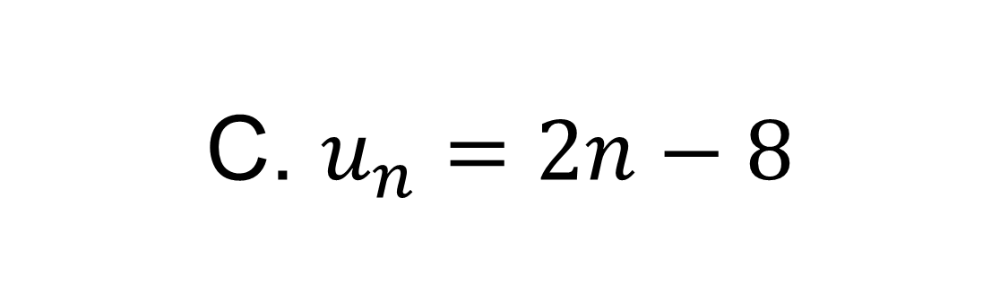 C. uₙ = 2n − 8